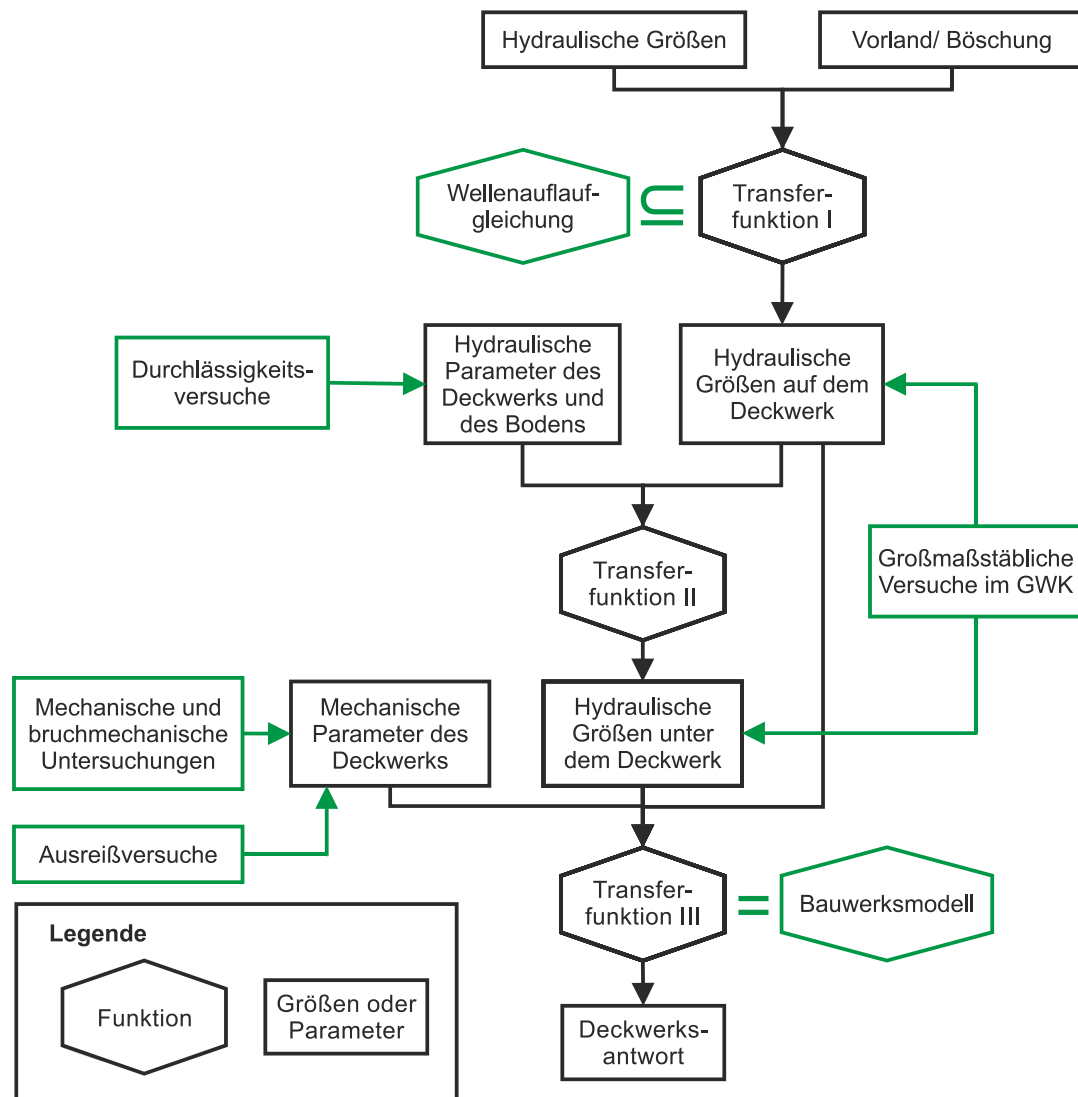 Hydraulische Größen
Vorland/ Böschung
Wellenauflauf-
gleichung
⊆
Transfer-
funktion I
Durchlässigkeits-
versuche
Hydraulische
Parameter des
Deckwerks und
des Bodens
Hydraulische
Größen auf dem
Deckwerk
Großmaßstäbliche
Versuche im GWK
Transfer-
funktion II
Mechanische und
bruchmechanische
Untersuchungen
Mechanische
Parameter des
Deckwerks
Hydraulische
Größen unter
dem Deckwerk
Ausreißversuche
Transfer-
funktion III
=
Bauwerksmodell
Legende
Funktion
Größen oder
Parameter
Deckwerks-
antwort